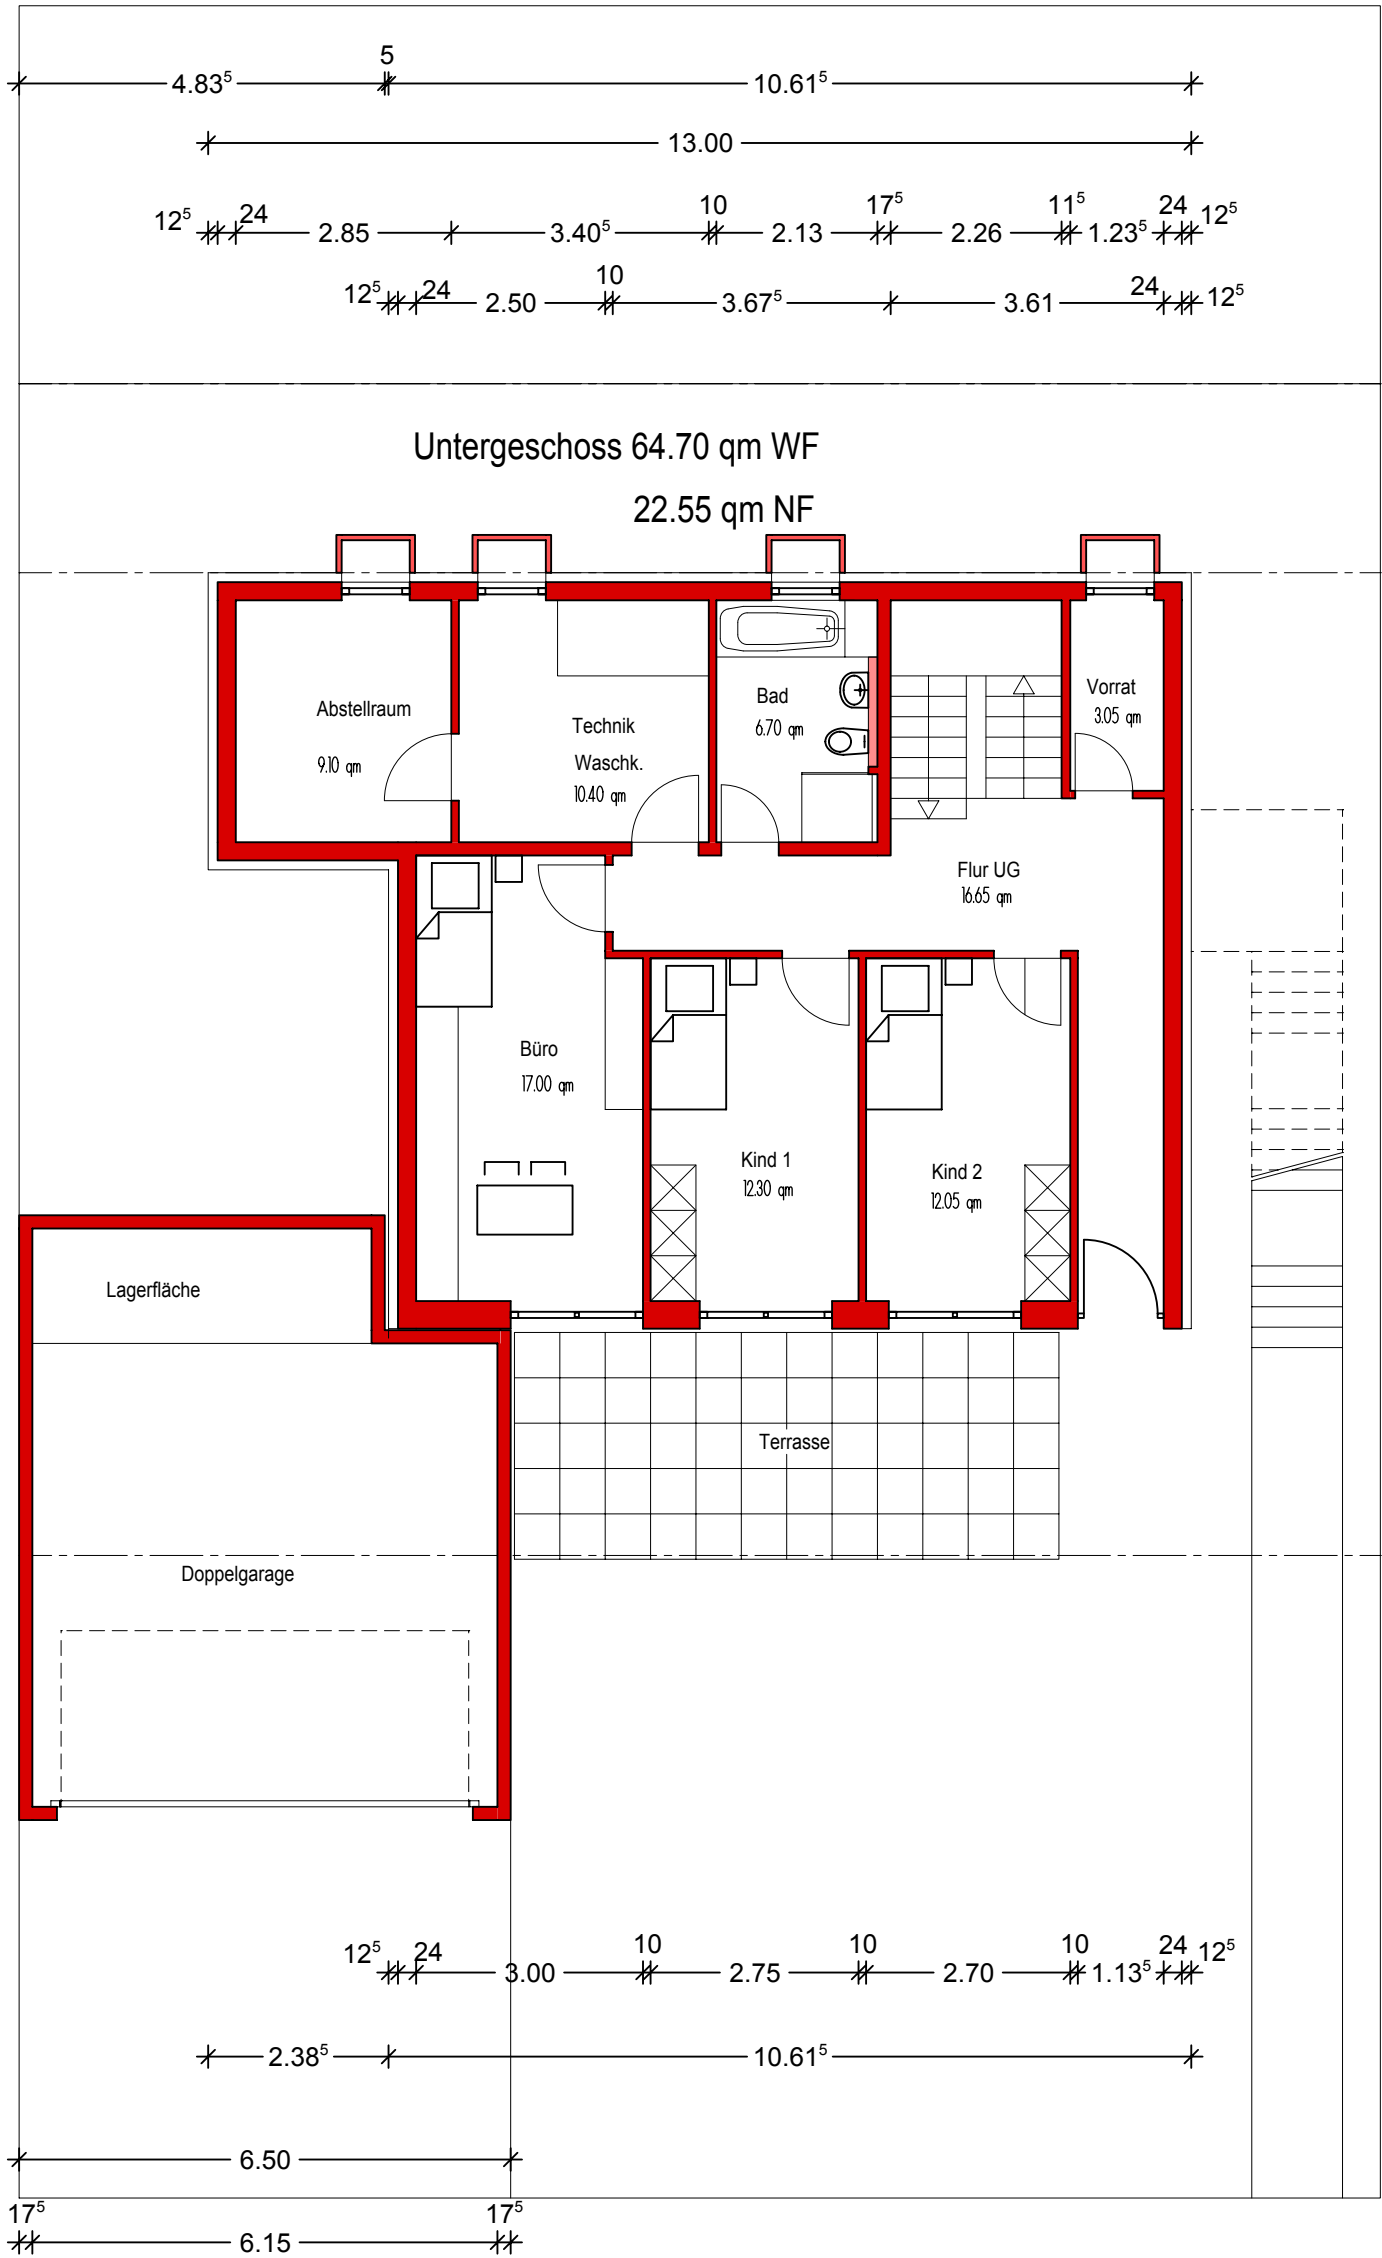 5
4.83⁵ 10.61⁵
13.00
12⁵ 24 2.85 3.40⁵ 10 2.13 17⁵ 2.26 11⁵ 1.23⁵ 24 12⁵
12⁵ 24 2.50 10 3.67⁵ 3.61 24 12⁵
Untergeschoss 64.70 qm WF
22.55 qm NF
Abstellraum
9.10 qm
Technik
Waschk.
10.40 qm
Bad
6.70 qm
Vorrat
3.05 qm
Flur UG
16.65 qm
Büro
17.00 qm
Kind 1
12.30 qm
Kind 2
12.05 qm
Lagerfläche
Terrasse
Doppelgarage
12⁵ 24 3.00 10 2.75 10 2.70 10 1.13⁵ 24 12⁵
2.38⁵ 10.61⁵
6.50
17⁵ 17⁵
6.15